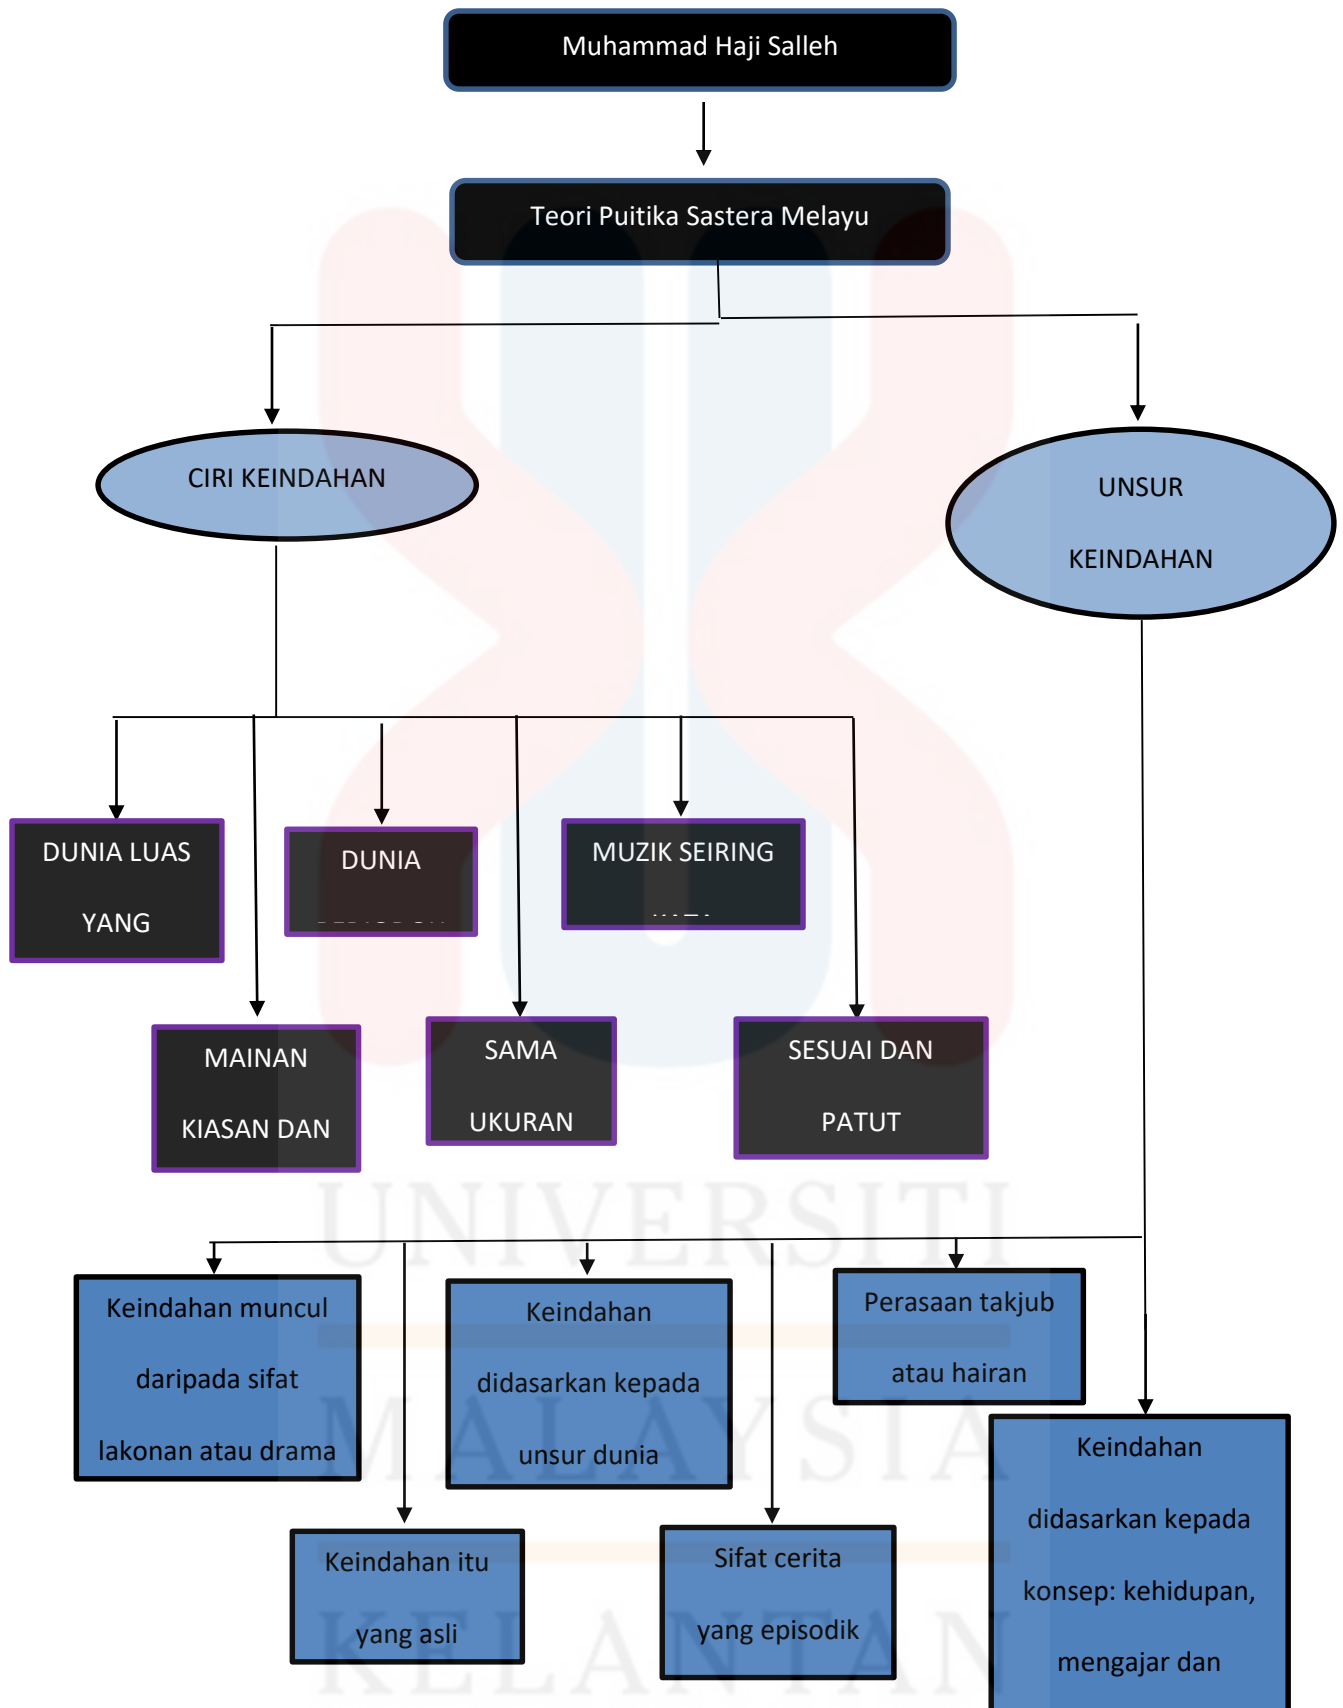 Muhammad Haji Salleh
Teori Puitika Sastera Melayu
CIRI KEINDAHAN
UNSUR
KEINDAHAN
DUNIA LUAS
YANG
DUNIA
MUZIK SEIRING
MAINAN
KIASAN DAN
SAMA
UKURAN
SESUAI DAN
PATUT
Keindahan muncul
daripada sifat
lakonan atau drama
Keindahan
didasarkan kepada
unsur dunia
Perasaan takjub
atau hairan
Keindahan itu
yang asli
Sifat cerita
yang episodik
Keindahan
didasarkan kepada
konsep: kehidupan,
mengajar dan
UNIVERSITI
MALAYSIA
KELANTAN